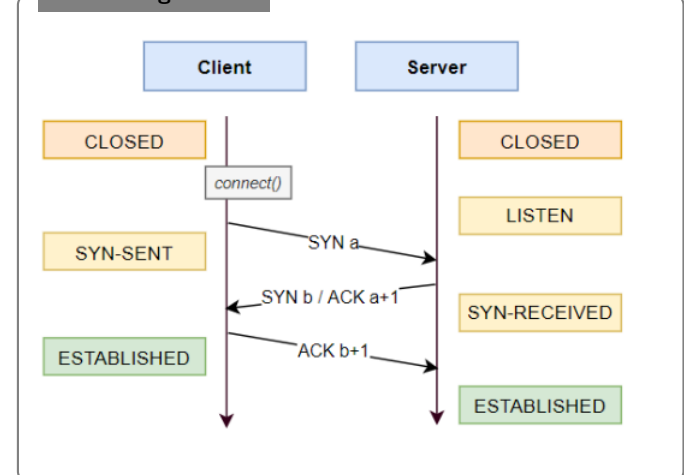 Client
Server
CLOSED
CLOSED
connect()
LISTEN
SYN a
SYN-SENT
SYN b / ACK a+1
SYN-RECEIVED
ACK b+1
ESTABLISHED
ESTABLISHED